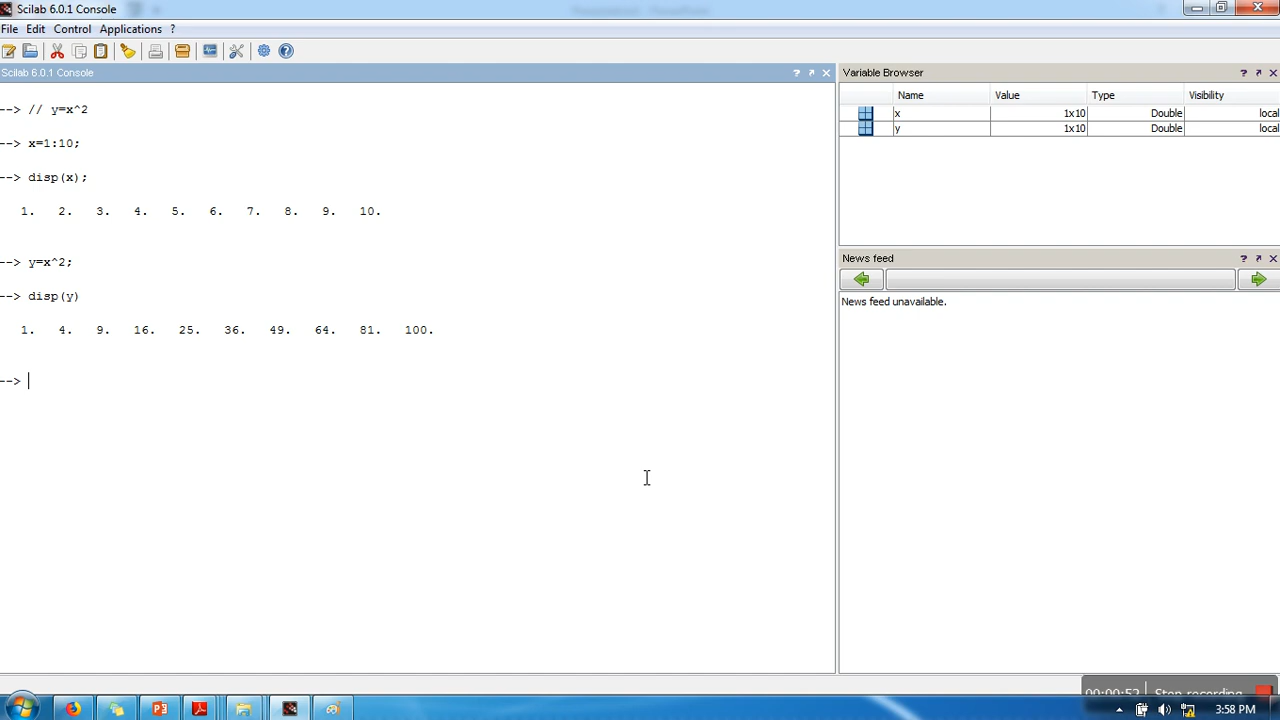 Scilab 6.0.1 Console
File Edit Control Applications ?
Scilab 6.0.1 Console ? ↗ ×
--> // y=x^2
--> x=1:10;
--> disp(x);
1. 2. 3. 4. 5. 6. 7. 8. 9. 10.
--> y=x^2;
--> disp(y)
1. 4. 9. 16. 25. 36. 49. 64. 81. 100.
-->
Variable Browser ? ↗ ×
Name Value Type Visibility
x 1x10 Double local
y 1x10 Double local
News feed ? ↗ ×
News feed unavailable.
00:00:52 Stop recording
3:58 PM